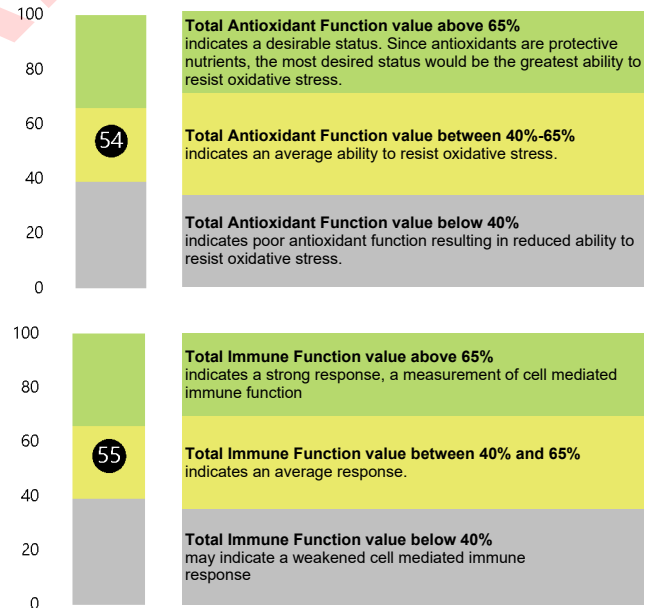 100
80
60
40
20
0
54
Total Antioxidant Function value above 65%
indicates a desirable status. Since antioxidants are protective
nutrients, the most desired status would be the greatest ability to
resist oxidative stress.
Total Antioxidant Function value between 40%-65%
indicates an average ability to resist oxidative stress.
Total Antioxidant Function value below 40%
indicates poor antioxidant function resulting in reduced ability to
resist oxidative stress.
100
80
60
40
20
0
55
Total Immune Function value above 65%
indicates a strong response, a measurement of cell mediated
immune function
Total Immune Function value between 40% and 65%
indicates an average response.
Total Immune Function value below 40%
may indicate a weakened cell mediated immune
response